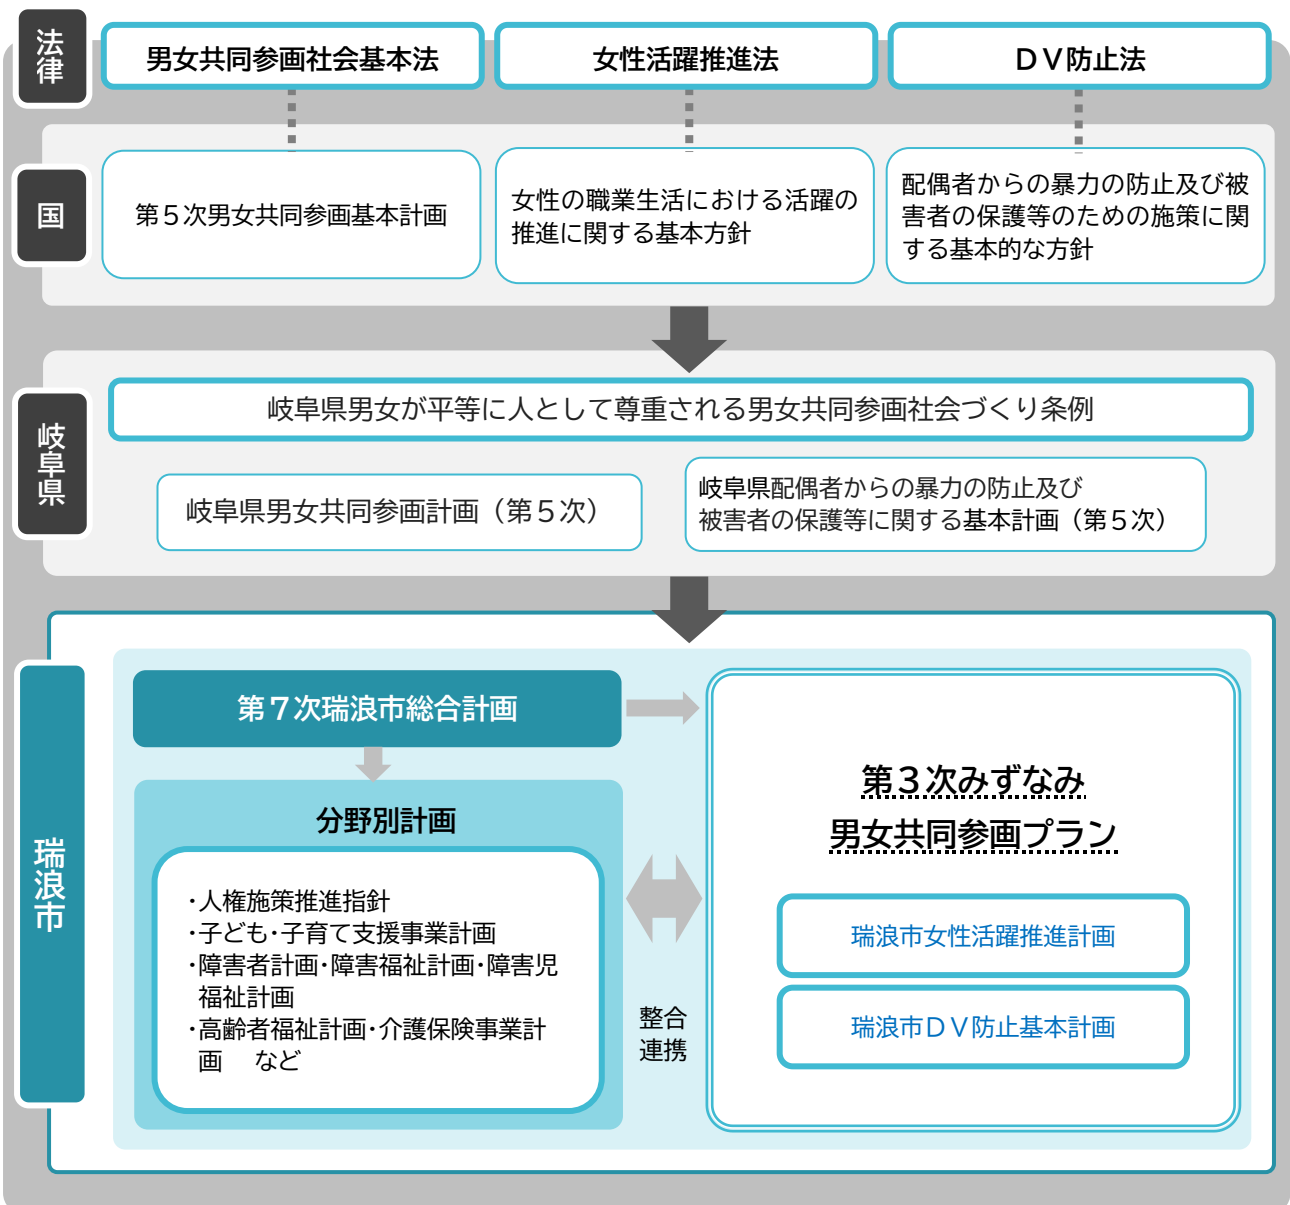 法律
男女共同参画社会基本法
女性活躍推進法
ＤＶ防止法
国
第５次男女共同参画基本計画
女性の職業生活における活躍の
推進に関する基本方針
配偶者からの暴力の防止及び被
害者の保護等のための施策に関
する基本的な方針
岐阜県
岐阜県男女が平等に人として尊重される男女共同参画社会づくり条例
岐阜県男女共同参画計画（第５次）
岐阜県配偶者からの暴力の防止及び
被害者の保護等に関する基本計画（第５次）
瑞浪市
第７次瑞浪市総合計画
分野別計画
・人権施策推進指針
・子ども・子育て支援事業計画
・障害者計画・障害福祉計画・障害児
福祉計画
・高齢者福祉計画・介護保険事業計
画　など
整合
連携
第３次みずなみ
男女共同参画プラン
瑞浪市女性活躍推進計画
瑞浪市ＤＶ防止基本計画